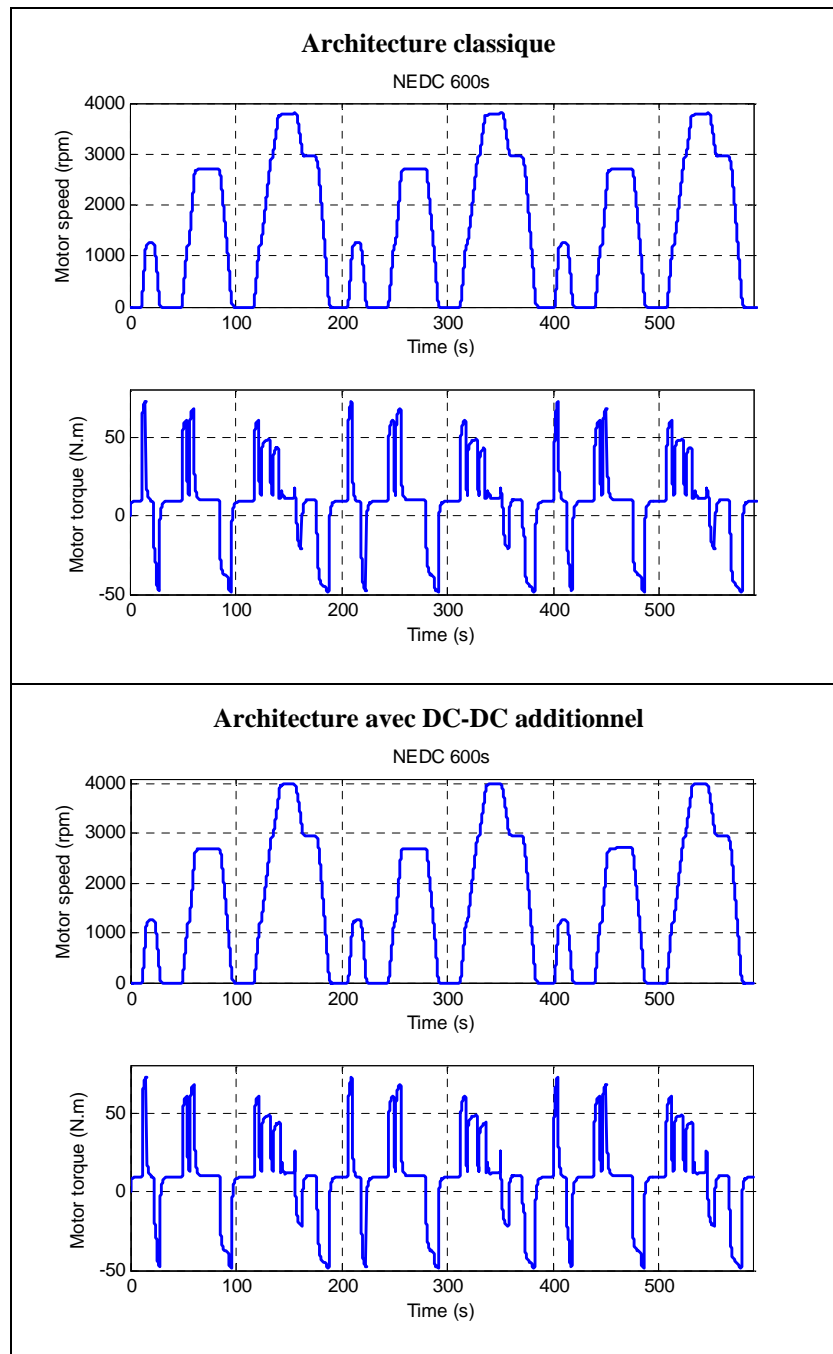 Architecture classique
NEDC 600s
4000
3000
2000
1000
0
Motor speed (rpm)
0 100 200 300 400 500
Time (s)
50
0
-50
Motor torque (N.m)
0 100 200 300 400 500
Time (s)
Architecture avec DC-DC additionnel
NEDC 600s
4000
3000
2000
1000
0
Motor speed (rpm)
0 100 200 300 400 500
Time (s)
50
0
-50
Motor torque (N.m)
0 100 200 300 400 500
Time (s)